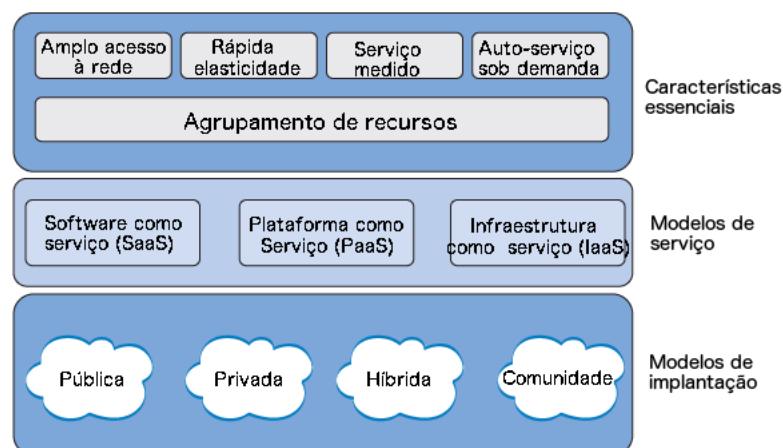 Amplo acesso
à rede
Rápida
elasticidade
Serviço
medido
Auto-serviço
sob demanda
Agrupamento de recursos
Características
essenciais
Software como
serviço (SaaS)
Plataforma como
Serviço (PaaS)
Infraestrutura
como serviço (IaaS)
Modelos de
serviço
Pública
Privada
Híbrida
Comunidade
Modelos de
implantação